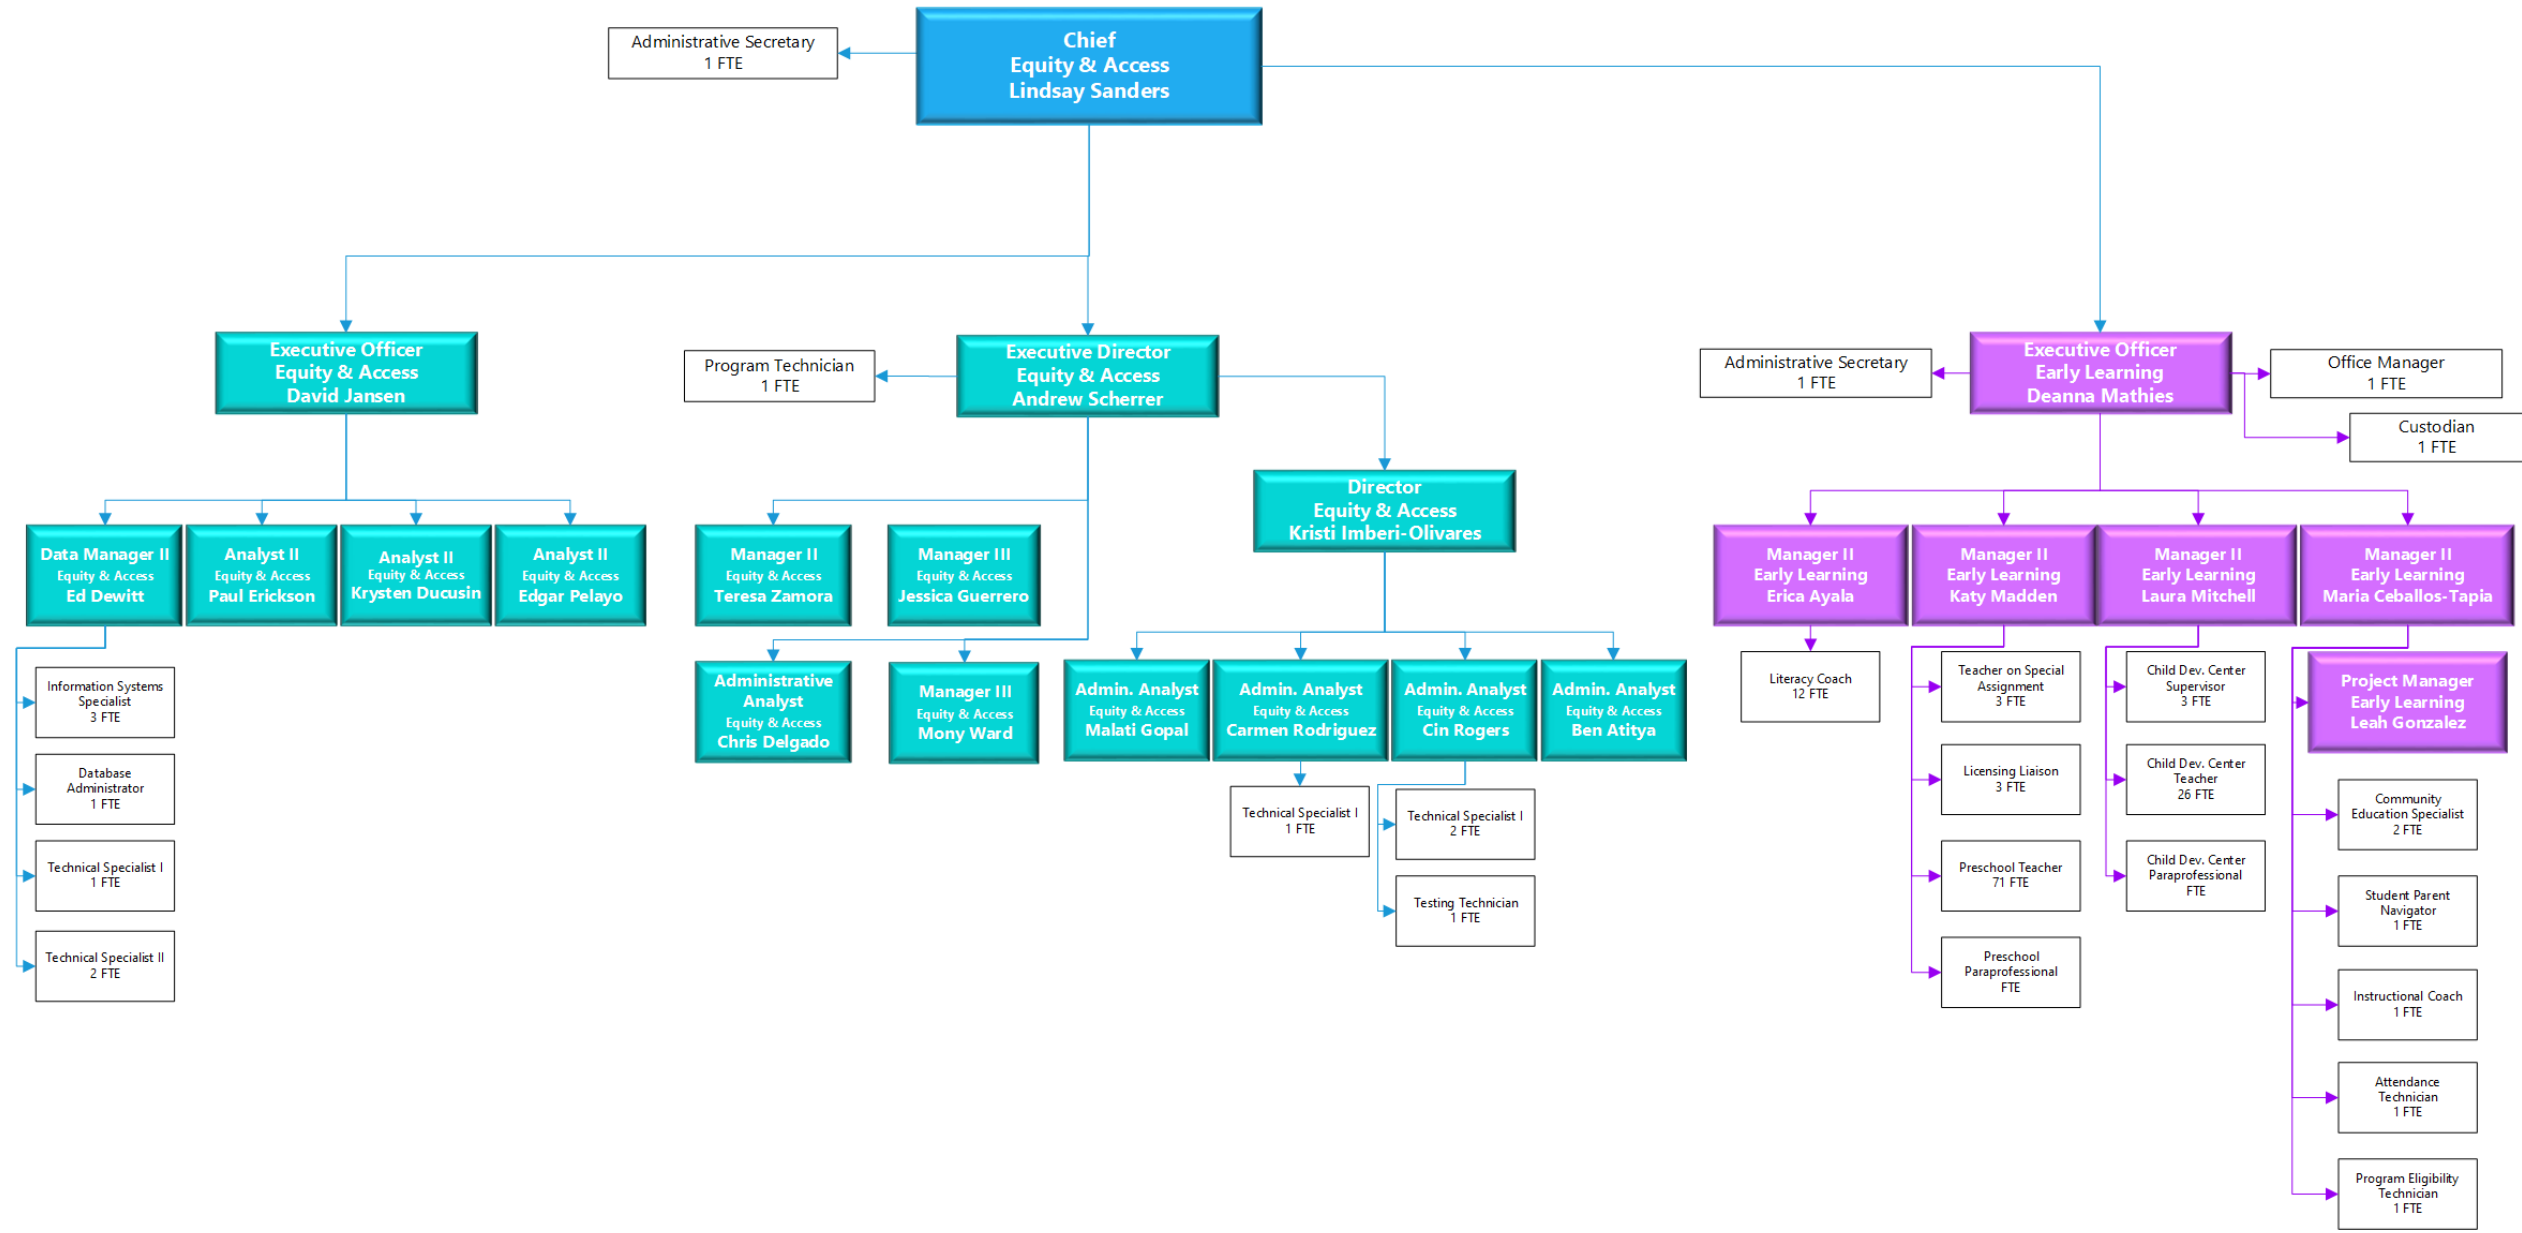 Administrative Secretary
1 FTE
Chief
Equity & Access
Lindsay Sanders
Executive Officer
Equity & Access
David Jansen
Program Technician
1 FTE
Executive Director
Equity & Access
Andrew Scherrer
Administrative Secretary
1 FTE
Executive Officer
Early Learning
Deanna Mathies
Office Manager
1 FTE
Custodian
1 FTE
Director
Equity & Access
Kristi Imberi-Olivares
Data Manager II
Equity & Access
Ed Dewitt
Analyst II
Equity & Access
Paul Erickson
Analyst II
Equity & Access
Krysten Ducusin
Analyst II
Equity & Access
Edgar Pelayo
Manager II
Equity & Access
Teresa Zamora
Manager III
Equity & Access
Jessica Guerrero
Manager II
Early Learning
Erica Ayala
Manager II
Early Learning
Katy Madden
Manager II
Early Learning
Laura Mitchell
Manager II
Early Learning
Maria Ceballos-Tapia
Administrative
Analyst
Equity & Access
Chris Delgado
Manager III
Equity & Access
Mony Ward
Admin. Analyst
Equity & Access
Malati Gopal
Admin. Analyst
Equity & Access
Carmen Rodriguez
Admin. Analyst
Equity & Access
Cin Rogers
Admin. Analyst
Equity & Access
Ben Atitya
Information Systems
Specialist
3 FTE
Database
Administrator
1 FTE
Technical Specialist I
1 FTE
Technical Specialist II
2 FTE
Technical Specialist I
1 FTE
Technical Specialist I
2 FTE
Testing Technician
1 FTE
Literacy Coach
12 FTE
Teacher on Special
Assignment
3 FTE
Licensing Liaison
3 FTE
Preschool Teacher
71 FTE
Preschool
Paraprofessional
FTE
Child Dev. Center
Supervisor
3 FTE
Child Dev. Center
Teacher
26 FTE
Child Dev. Center
Paraprofessional
FTE
Project Manager
Early Learning
Leah Gonzalez
Community
Education Specialist
2 FTE
Student Parent
Navigator
1 FTE
Instructional Coach
1 FTE
Attendance
Technician
1 FTE
Program Eligibility
Technician
1 FTE